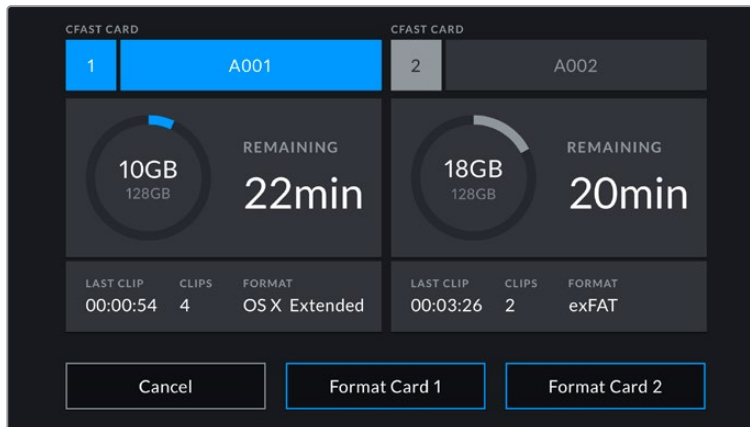 CFAST CARD
1 A001
10GB
128GB
REMAINING
22min
LAST CLIP CLIPS FORMAT
00:00:54 4 OS X Extended
CFAST CARD
2 A002
18GB
128GB
REMAINING
20min
LAST CLIP CLIPS FORMAT
00:03:26 2 exFAT
Cancel Format Card 1 Format Card 2